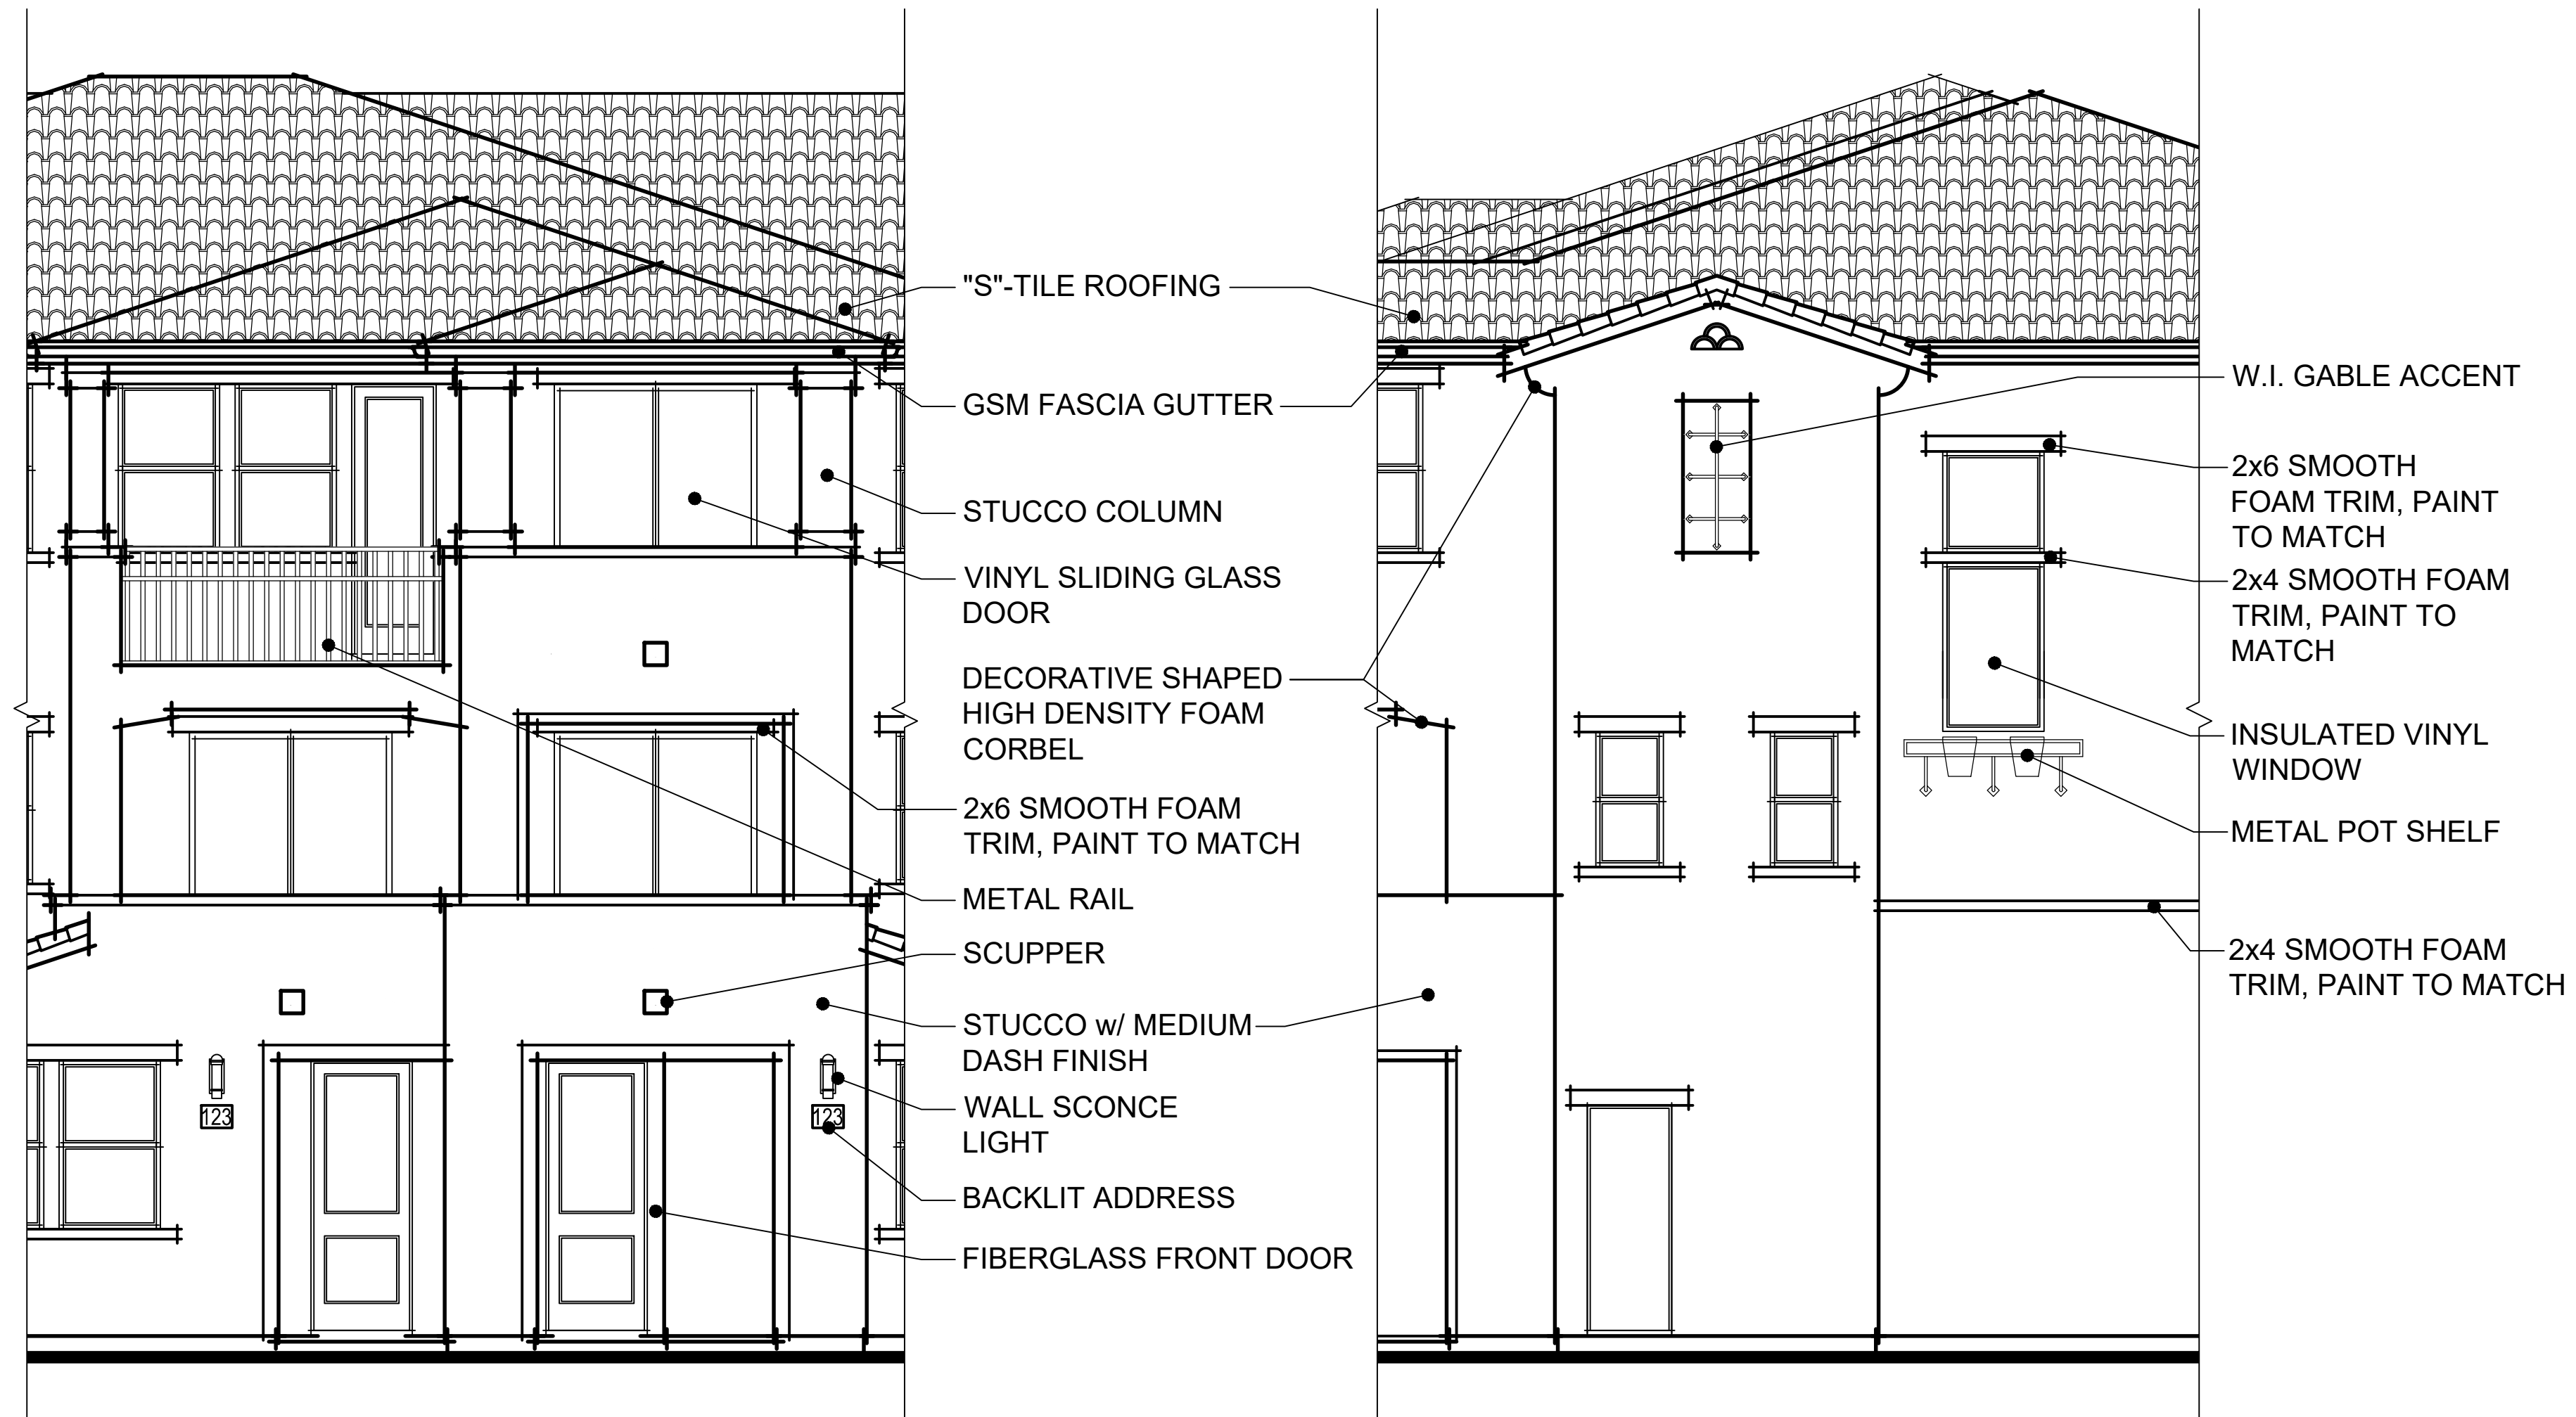 "S"-TILE ROOFING
GSM FASCIA GUTTER
STUCCO COLUMN
VINYL SLIDING GLASS
DOOR
DECORATIVE SHAPED
HIGH DENSITY FOAM
CORBEL
2x6 SMOOTH FOAM
TRIM, PAINT TO MATCH
METAL RAIL
SCUPPER
STUCCO w/ MEDIUM
DASH FINISH
WALL SCONCE
LIGHT
BACKLIT ADDRESS
FIBERGLASS FRONT DOOR
123
123
W.I. GABLE ACCENT
2x6 SMOOTH
FOAM TRIM, PAINT
TO MATCH
2x4 SMOOTH FOAM
TRIM, PAINT TO
MATCH
INSULATED VINYL
WINDOW
METAL POT SHELF
2x4 SMOOTH FOAM
TRIM, PAINT TO MATCH